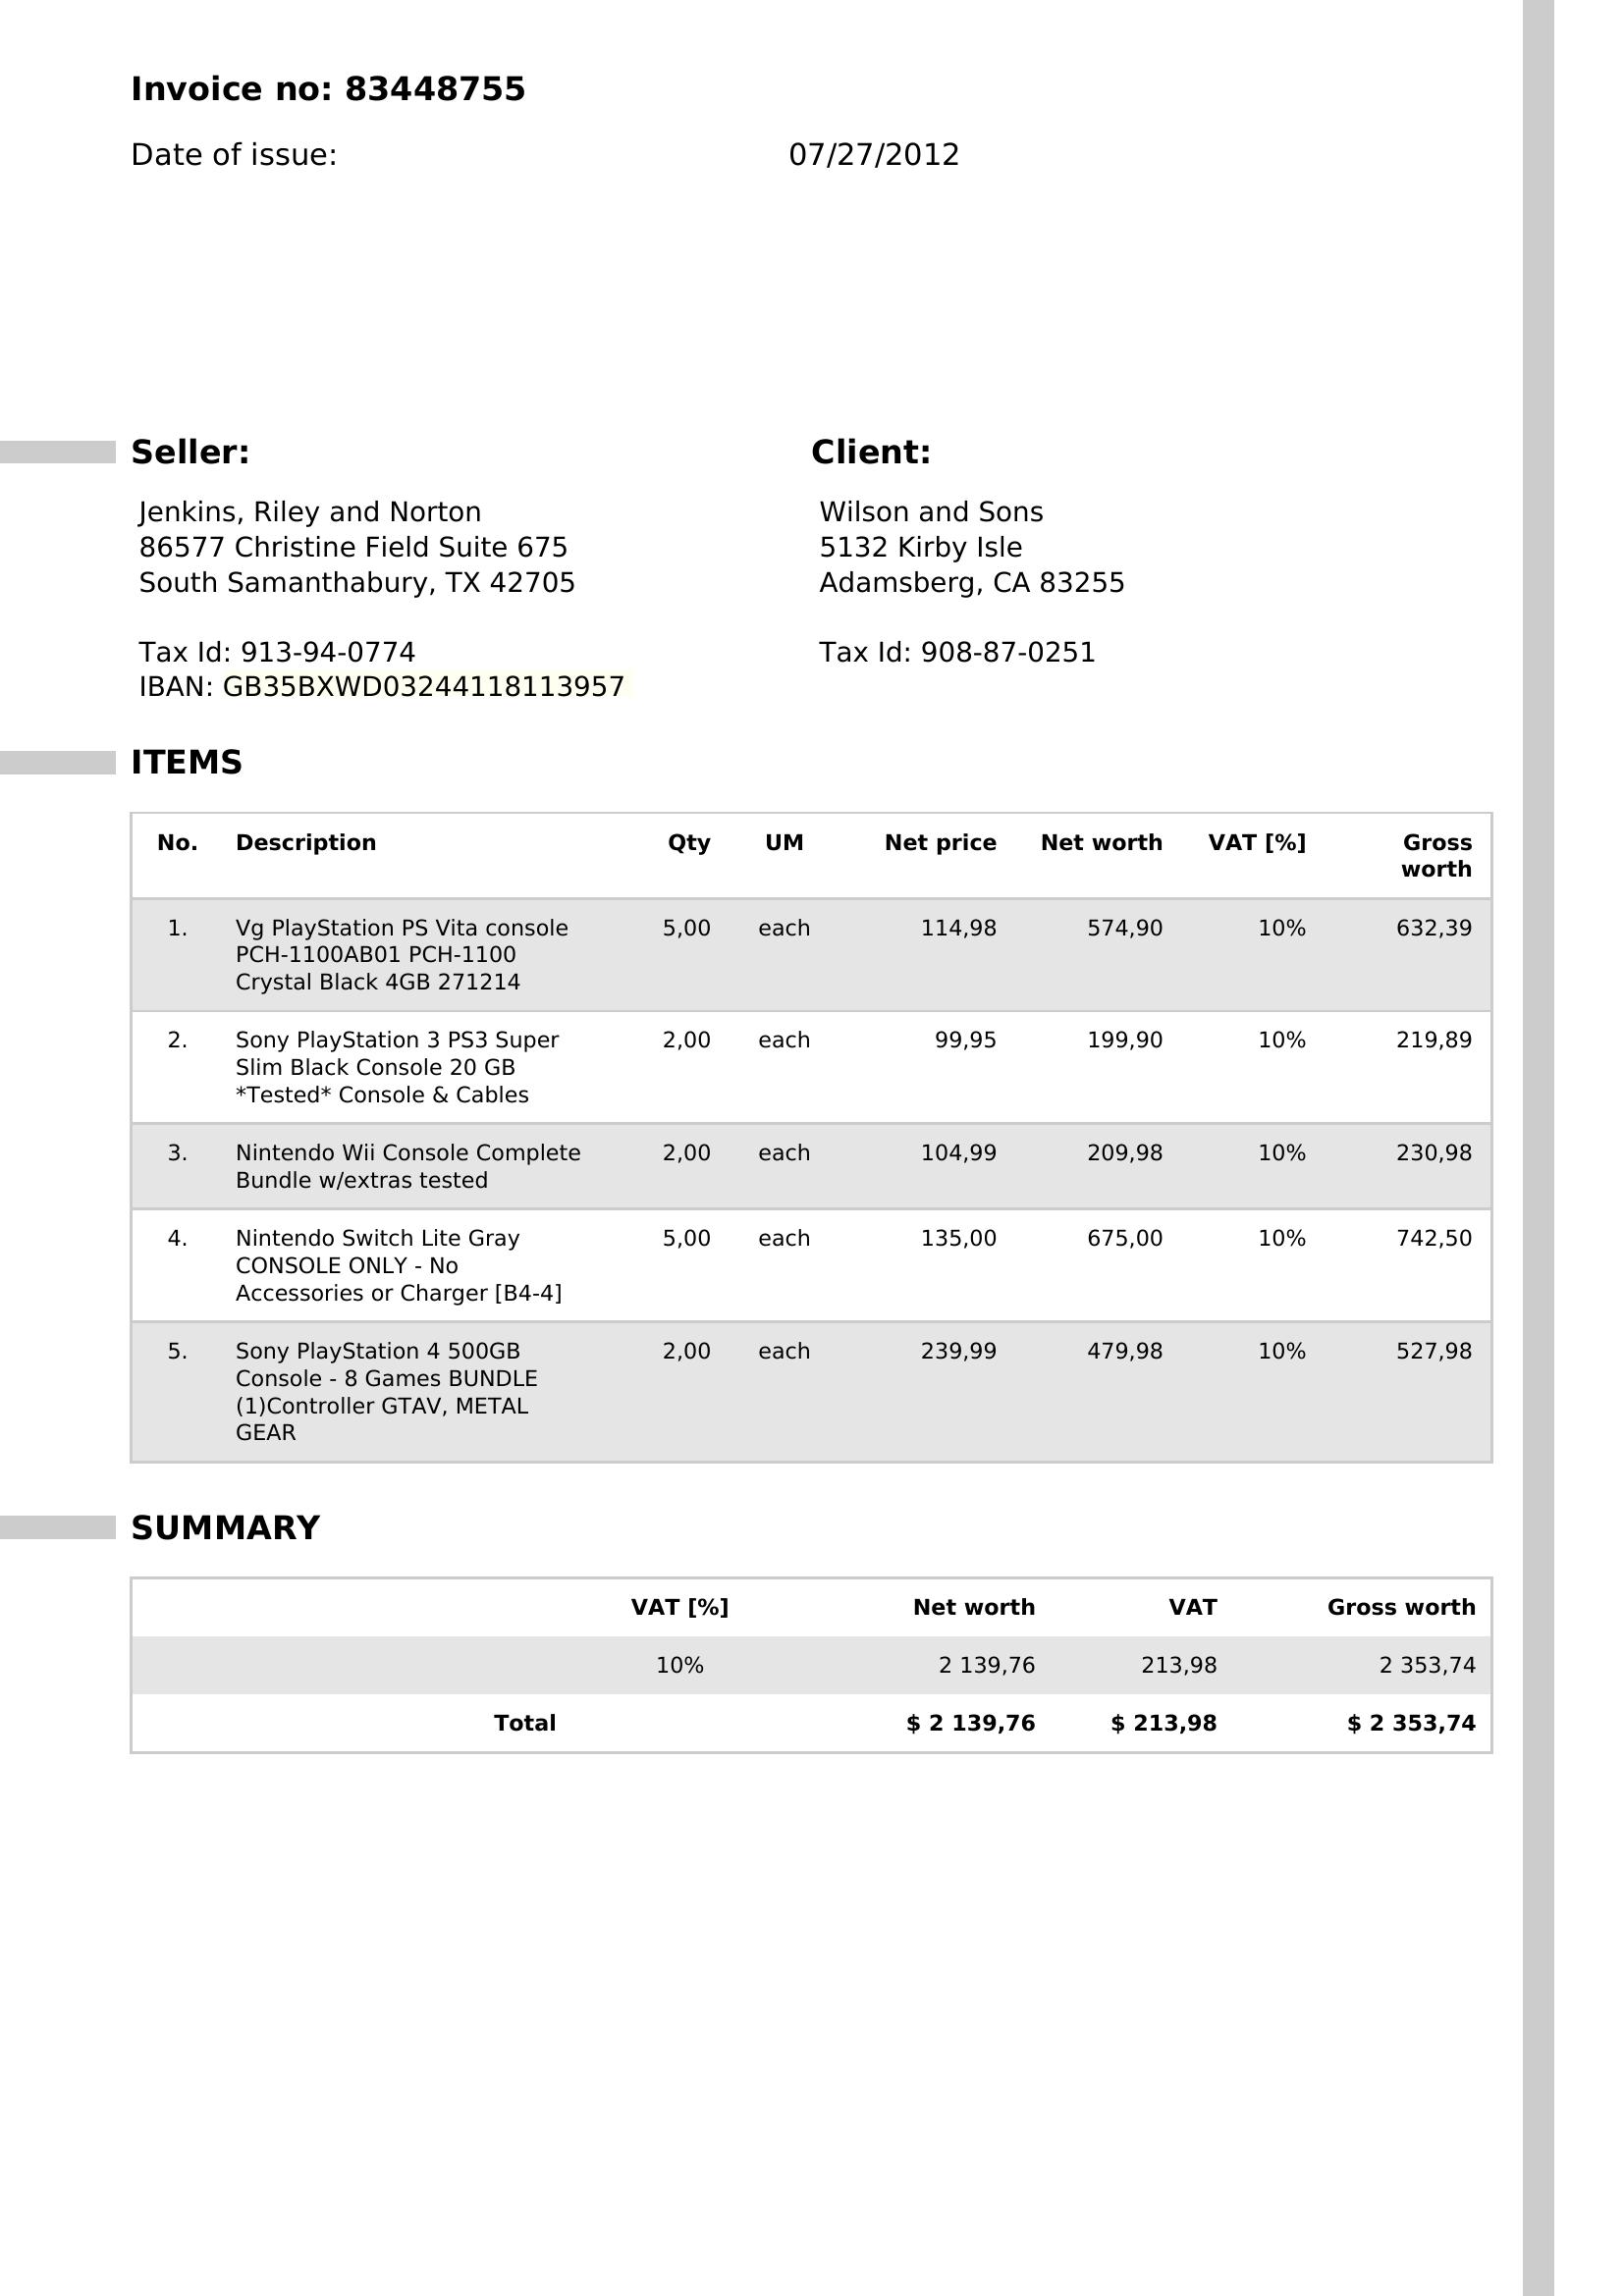 Invoice no: 83448755
Date of issue: 07/27/2012
Seller:
Jenkins, Riley and Norton
86577 Christine Field Suite 675
South Samanthabury, TX 42705
Tax Id: 913-94-0774
IBAN: GB35BXWD03244118113957
Client:
Wilson and Sons
5132 Kirby Isle
Adamsberg, CA 83255
Tax Id: 908-87-0251
ITEMS
No. Description Qty UM Net price Net worth VAT [%] Gross
worth
1. Vg PlayStation PS Vita console 5,00 each 114,98 574,90 10% 632,39
PCH-1100AB01 PCH-1100
Crystal Black 4GB 271214
2. Sony PlayStation 3 PS3 Super 2,00 each 99,95 199,90 10% 219,89
Slim Black Console 20 GB
*Tested* Console & Cables
3. Nintendo Wii Console Complete 2,00 each 104,99 209,98 10% 230,98
Bundle w/extras tested
4. Nintendo Switch Lite Gray 5,00 each 135,00 675,00 10% 742,50
CONSOLE ONLY - No
Accessories or Charger [B4-4]
5. Sony PlayStation 4 500GB 2,00 each 239,99 479,98 10% 527,98
Console - 8 Games BUNDLE
(1)Controller GTAV, METAL
GEAR
SUMMARY
VAT [%] Net worth VAT Gross worth
10% 2 139,76 213,98 2 353,74
Total $ 2 139,76 $ 213,98 $ 2 353,74